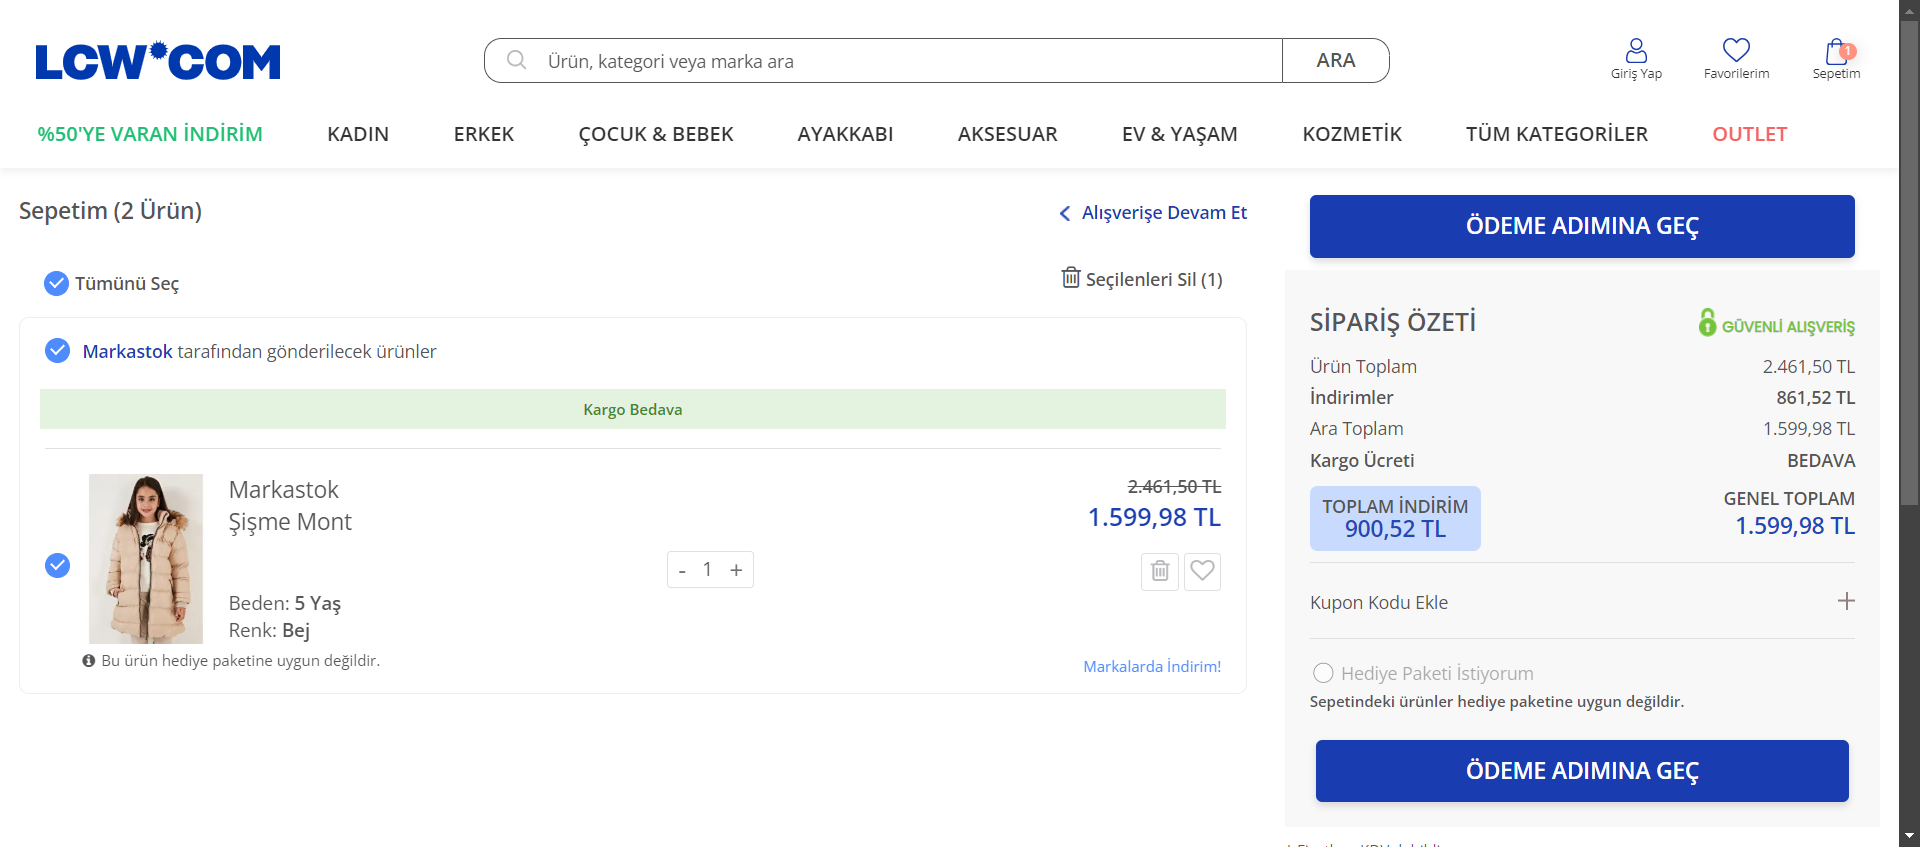 LCW COM
Ürün, kategori veya marka ara
ARA
Giriş Yap
Favorilerim
1
Sepetim
%50'YE VARAN İNDİRİM
KADIN
ERKEK
ÇOCUK & BEBEK
AYAKKABI
AKSESUAR
EV & YAŞAM
KOZMETİK
TÜM KATEGORİLER
OUTLET
Sepetim (2 Ürün)
Alışverişe Devam Et
Tümünü Seç
Seçilenleri Sil (1)
Markastok tarafından gönderilecek ürünler
Kargo Bedava
Markastok
Şişme Mont
Beden: 5 Yaş
Renk: Bej
Bu ürün hediye paketine uygun değildir.
- 1 +
2.461,50 TL
1.599,98 TL
Markalarda İndirim!
ÖDEME ADIMINA GEÇ
SİPARİŞ ÖZETİ
GÜVENLİ ALIŞVERİŞ
Ürün Toplam 2.461,50 TL
İndirimler 861,52 TL
Ara Toplam 1.599,98 TL
Kargo Ücreti BEDAVA
TOPLAM İNDİRİM
900,52 TL
GENEL TOPLAM
1.599,98 TL
Kupon Kodu Ekle +
Hediye Paketi İstiyorum
Sepetindeki ürünler hediye paketine uygun değildir.
ÖDEME ADIMINA GEÇ